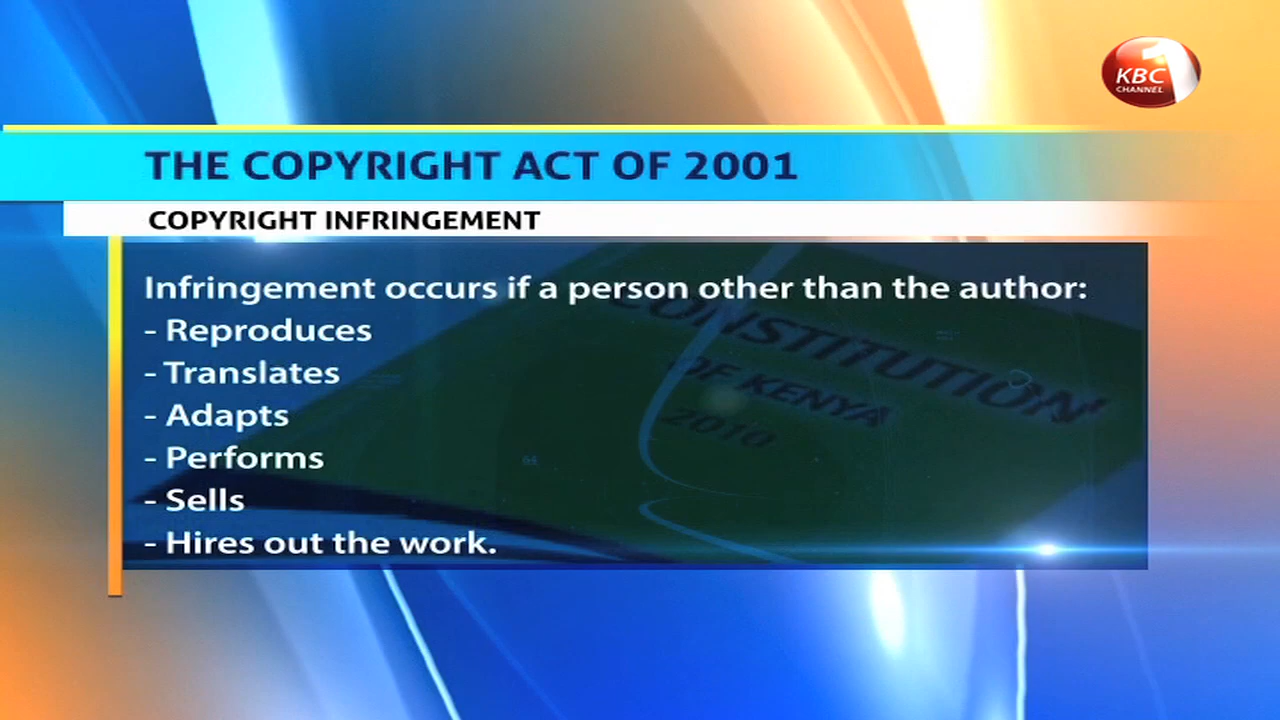 KBC 1
CHANNEL
THE COPYRIGHT ACT OF 2001
COPYRIGHT INFRINGEMENT
Infringement occurs if a person other than the author:
- Reproduces
- Translates
- Adapts
- Performs
- Sells
- Hires out the work.
CONSTITUTION
OF KENYA
2010